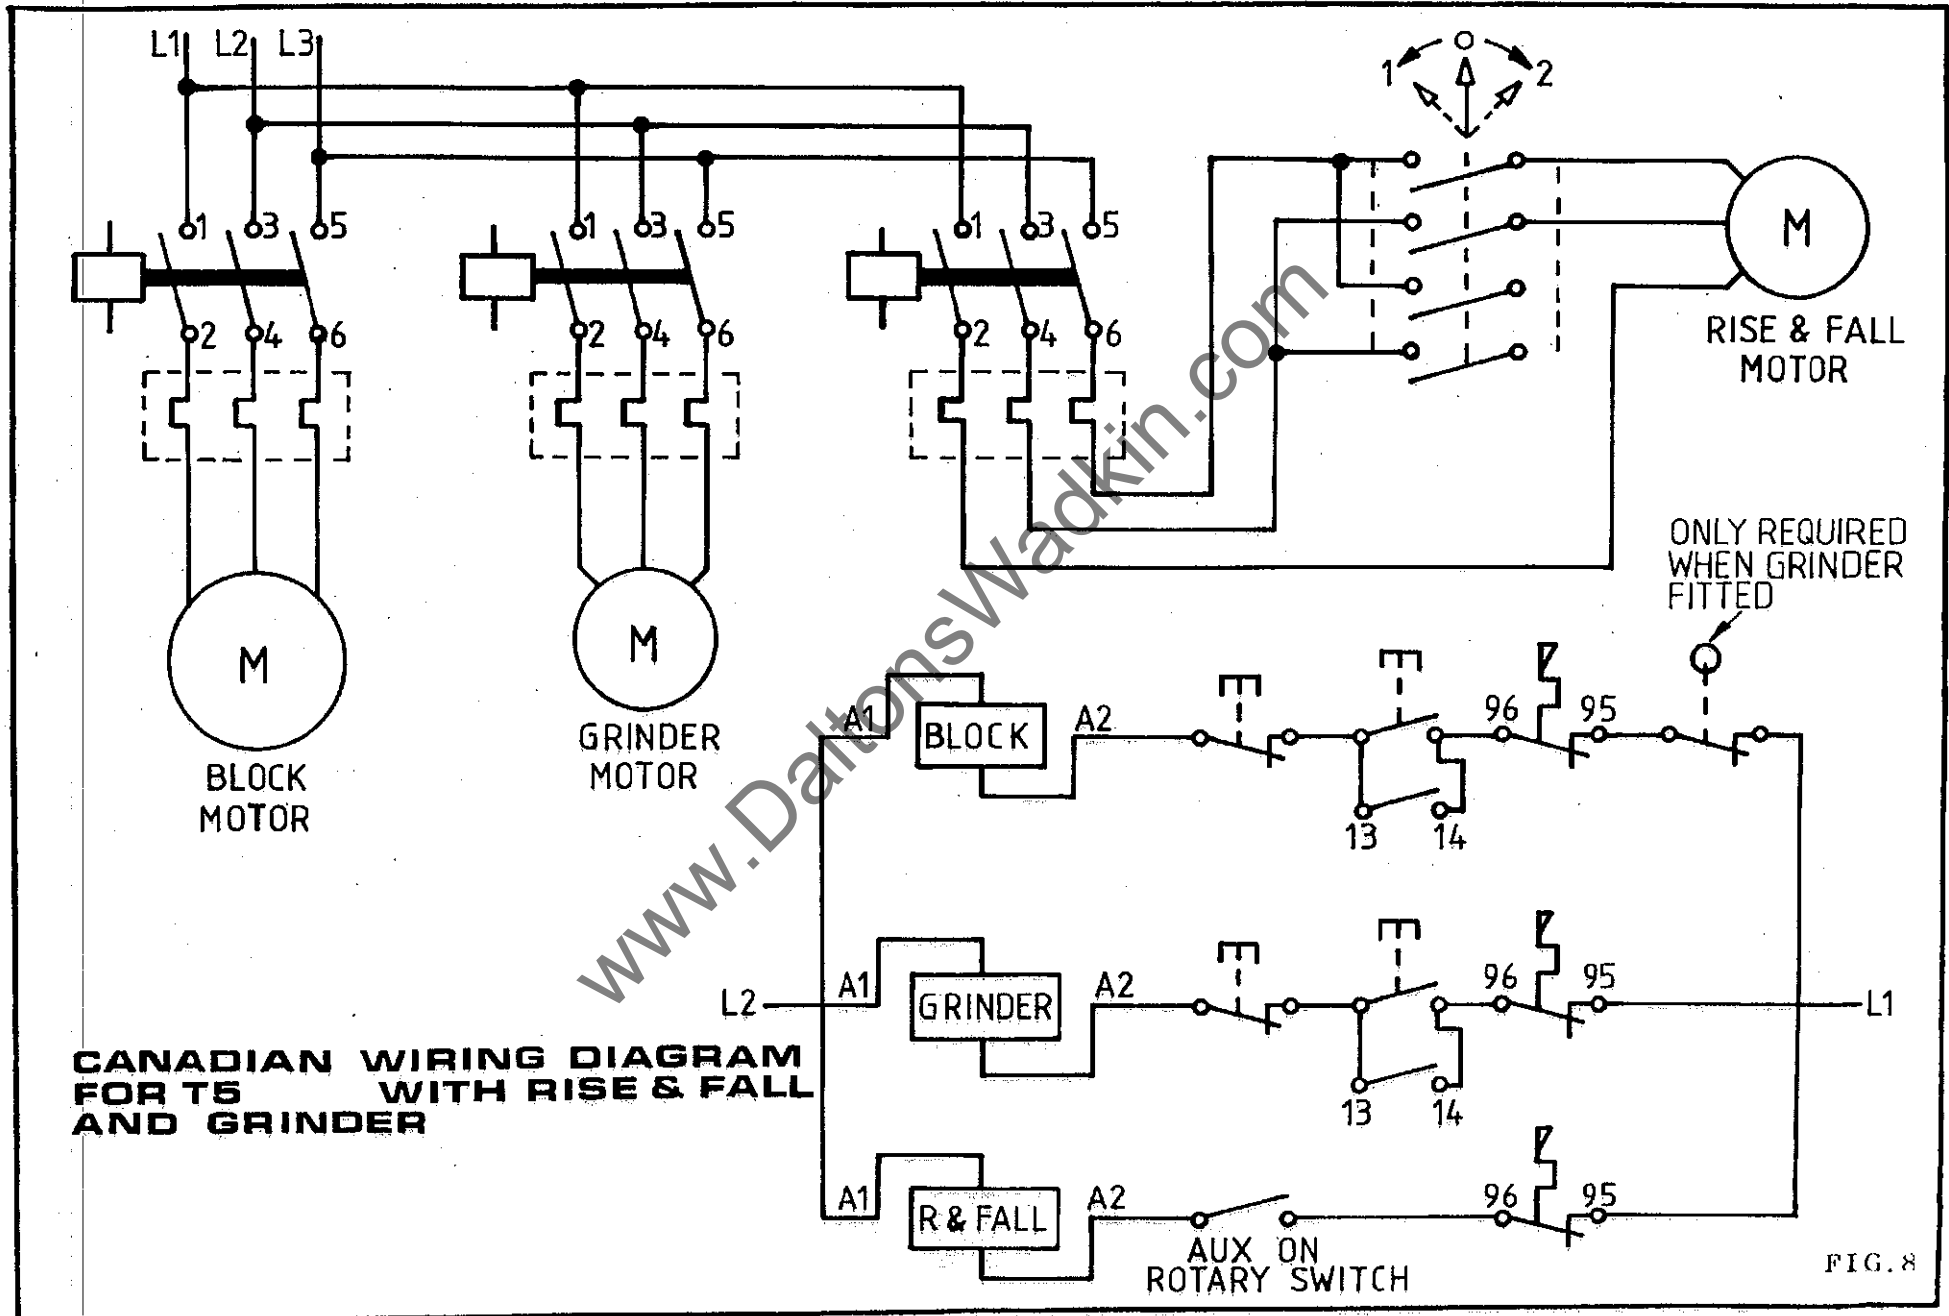 L1 L2 L3
1 O 2
1 3 5
1 3 5
1 3 5
2 4 6
2 4 6
2 4 6
M
RISE & FALL
MOTOR
M
BLOCK
MOTOR
M
GRINDER
MOTOR
ONLY REQUIRED
WHEN GRINDER
FITTED
A1 BLOCK A2 96 95
13 14
L2 A1 GRINDER A2 96 95 L1
13 14
A1 R & FALL A2 96 95
AUX ON
ROTARY SWITCH
CANADIAN WIRING DIAGRAM
FOR T5 WITH RISE & FALL
AND GRINDER
FIG. 8
www.DaltonsWadkin.com